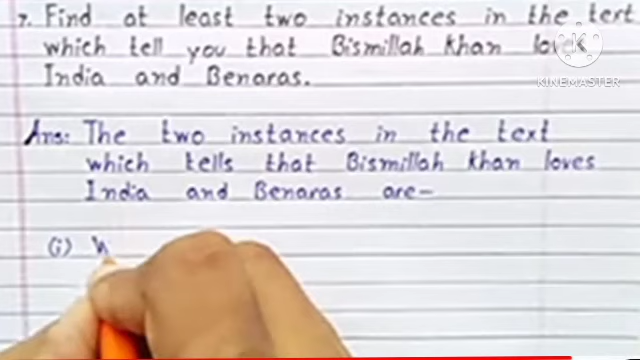 7. Find at least two instances in the text
which tell you that Bismillah Khan loves
KINEMASTER
India and Benaras.
Ans: The two instances in the text
which tells that Bismillah Khan loves
India and Benaras are-
(i)